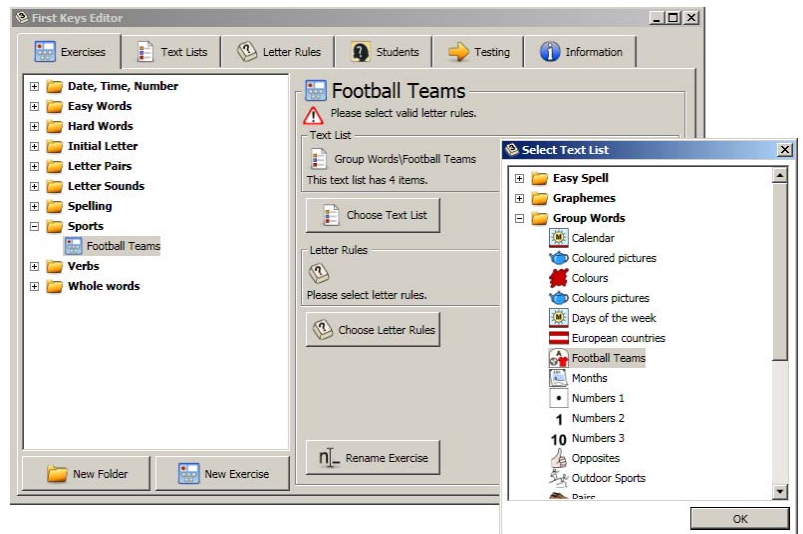 First Keys Editor
Exercises
Text Lists
Letter Rules
Students
Testing
Information
Date, Time, Number
Easy Words
Hard Words
Initial Letter
Letter Pairs
Letter Sounds
Spelling
Sports
Football Teams
Verbs
Whole words
New Folder
New Exercise
Football Teams
Please select valid letter rules.
Text List
Group Words\Football Teams
This text list has 4 items.
Choose Text List
Letter Rules
Please select letter rules.
Choose Letter Rules
Rename Exercise
Select Text List
Easy Spell
Graphemes
Group Words
Calendar
Coloured pictures
Colours
Colours pictures
Days of the week
European countries
Football Teams
Months
Numbers 1
1 Numbers 2
10 Numbers 3
Opposites
Outdoor Sports
Pairs
OK